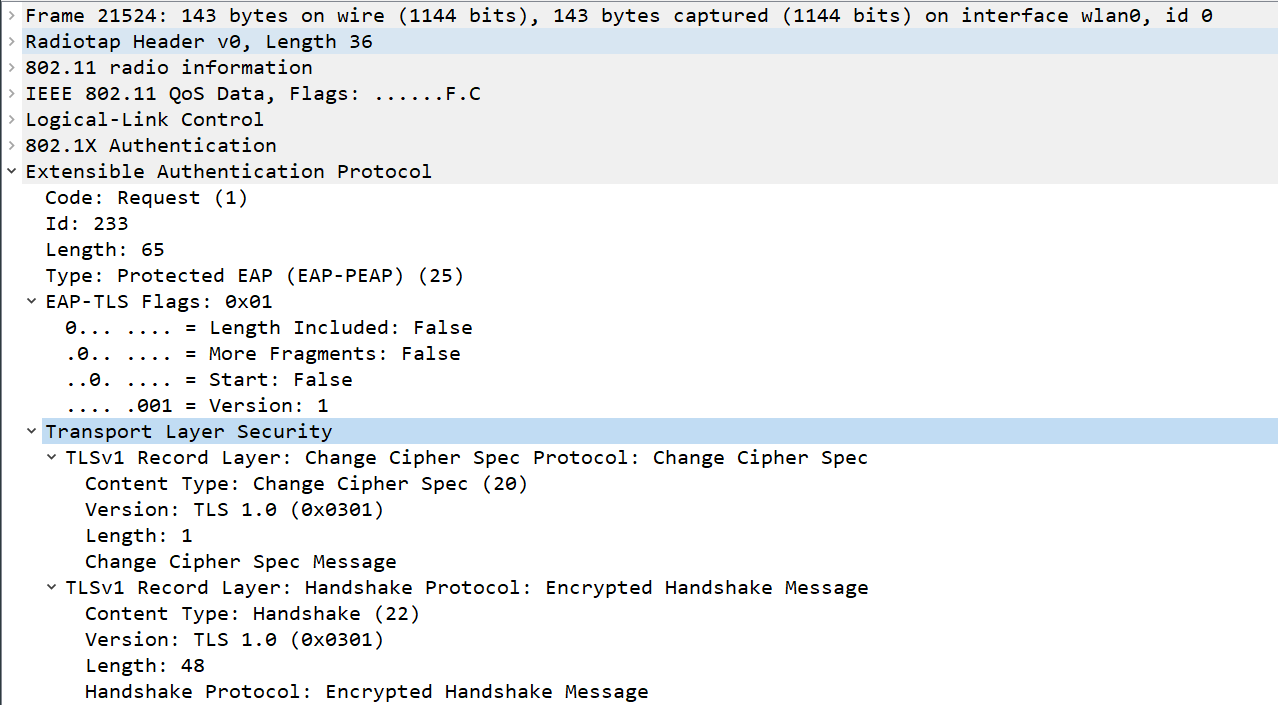 Frame 21524: 143 bytes on wire (1144 bits), 143 bytes captured (1144 bits) on interface wlan0, id 0
Radiotap Header v0, Length 36
802.11 radio information
IEEE 802.11 QoS Data, Flags: ......F.C
Logical-Link Control
802.1X Authentication
Extensible Authentication Protocol
Code: Request (1)
Id: 233
Length: 65
Type: Protected EAP (EAP-PEAP) (25)
EAP-TLS Flags: 0x01
0... .... = Length Included: False
.0.. .... = More Fragments: False
..0. .... = Start: False
.... .001 = Version: 1
Transport Layer Security
TLSv1 Record Layer: Change Cipher Spec Protocol: Change Cipher Spec
Content Type: Change Cipher Spec (20)
Version: TLS 1.0 (0x0301)
Length: 1
Change Cipher Spec Message
TLSv1 Record Layer: Handshake Protocol: Encrypted Handshake Message
Content Type: Handshake (22)
Version: TLS 1.0 (0x0301)
Length: 48
Handshake Protocol: Encrypted Handshake Message